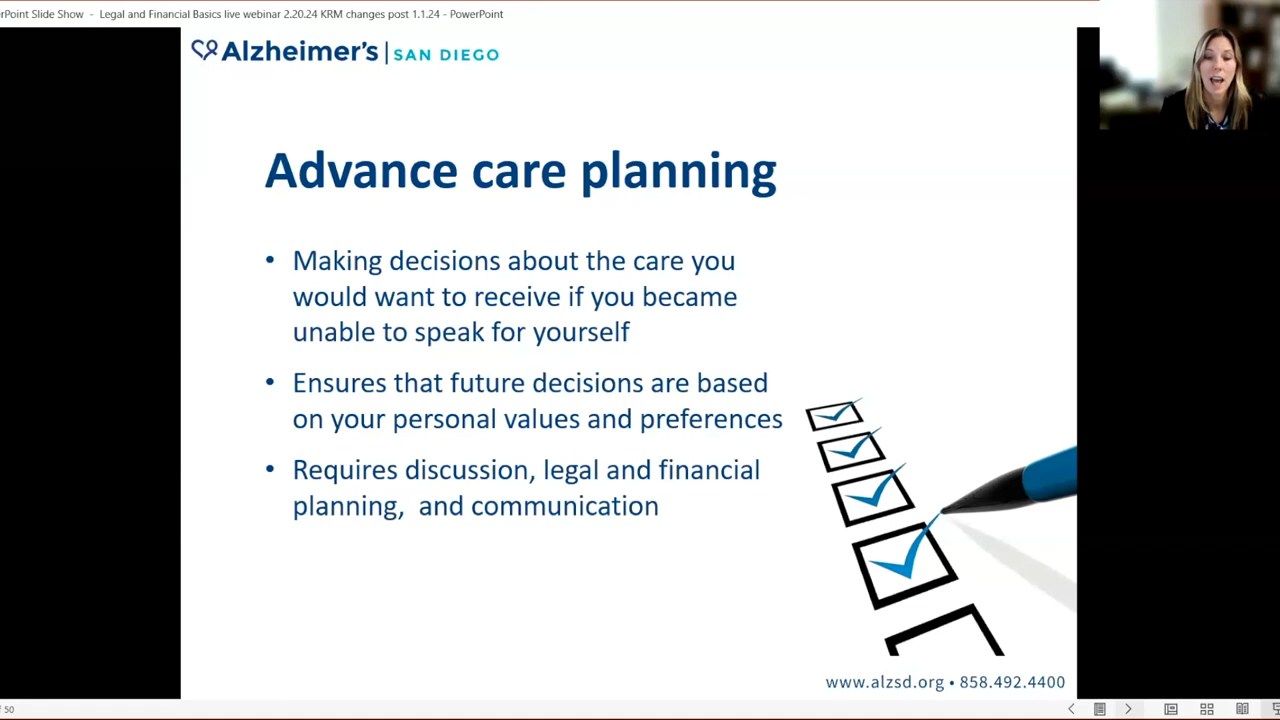 rPoint Slide Show - Legal and Financial Basics live webinar 2.20.24 KRM changes post 1.1.24 - PowerPoint
Alzheimer's | SAN DIEGO
Advance care planning
• Making decisions about the care you
would want to receive if you became
unable to speak for yourself
• Ensures that future decisions are based
on your personal values and preferences
• Requires discussion, legal and financial
planning,  and communication
www.alzsd.org • 858.492.4400
f 50